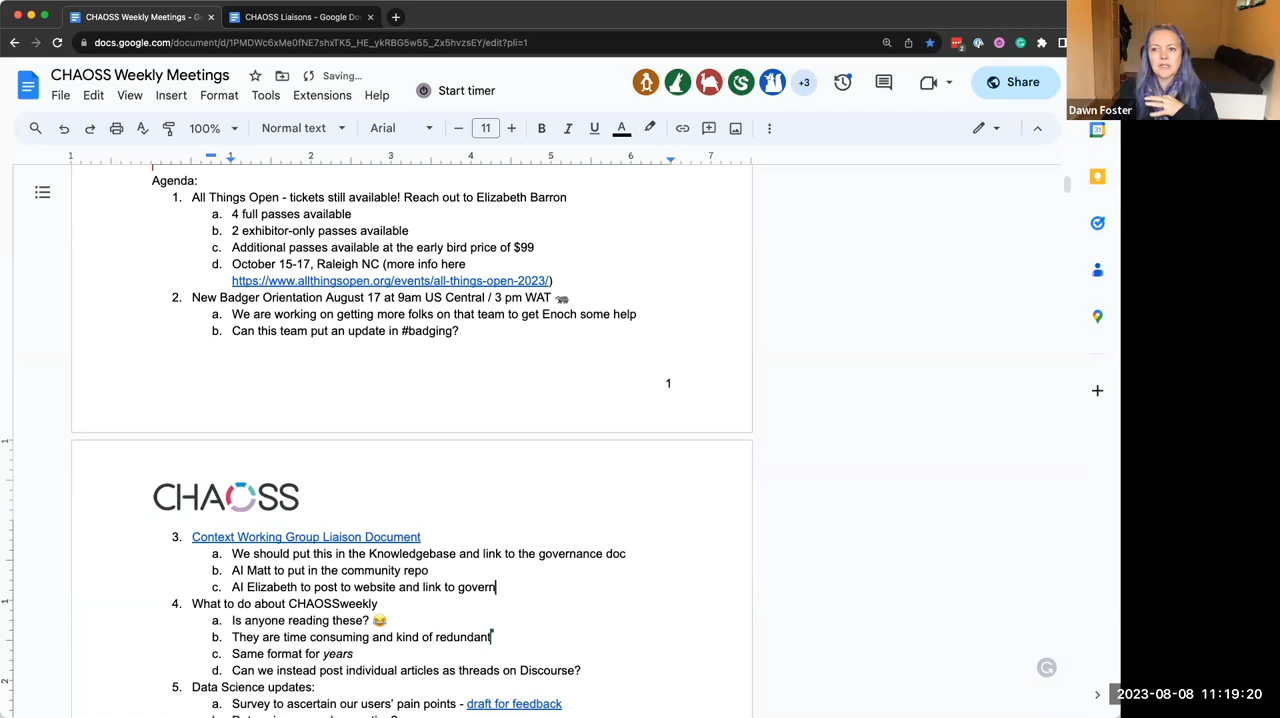 CHAOSS Weekly Meetings - G
CHAOSS Liaisons - Google Do
docs.google.com/document/d/1PMDWc6xMe0fNE7shxTK5_HE_ykRBG5w55_Zx5hvzsEY/edit?pli=1
CHAOSS Weekly Meetings
Saving...
File Edit View Insert Format Tools Extensions Help
Start timer
+3
Share
Dawn Foster
100% Normal text Arial 11
1 1 2 3 4 5 6 7
Agenda:
1. All Things Open - tickets still available! Reach out to Elizabeth Barron
a. 4 full passes available
b. 2 exhibitor-only passes available
c. Additional passes available at the early bird price of $99
d. October 15-17, Raleigh NC (more info here
https://www.allthingsopen.org/events/all-things-open-2023/)
2. New Badger Orientation August 17 at 9am US Central / 3 pm WAT 🦡
a. We are working on getting more folks on that team to get Enoch some help
b. Can this team put an update in #badging?
1
CHAOSS
3. Context Working Group Liaison Document
a. We should put this in the Knowledgebase and link to the governance doc
b. AI Matt to put in the community repo
c. AI Elizabeth to post to website and link to govern
4. What to do about CHAOSSweekly
a. Is anyone reading these? 😂
b. They are time consuming and kind of redundant
c. Same format for years
d. Can we instead post individual articles as threads on Discourse?
5. Data Science updates:
a. Survey to ascertain our users' pain points - draft for feedback
2023-08-08 11:19:20